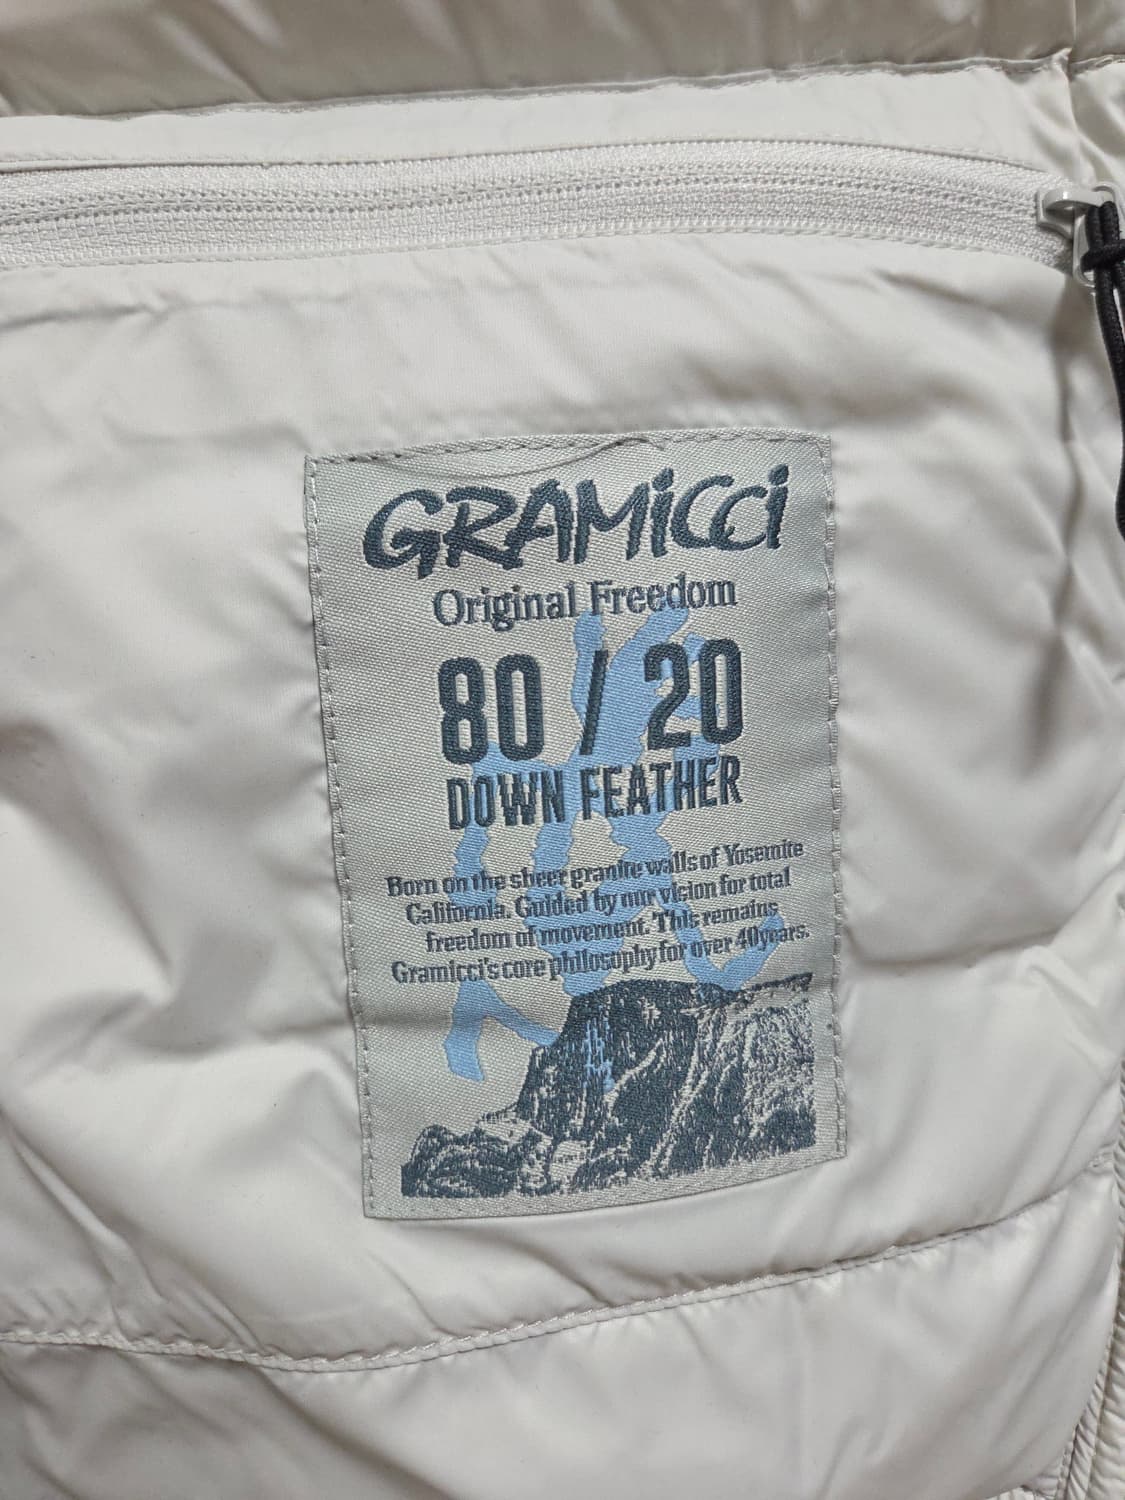 GRAMiCCi
Original Freedom
80 / 20
DOWN FEATHER
Born on the sheer granite walls of Yosemite
California. Guided by our vision for total
freedom of movement. This remains
Gramicci's core philosophy for over 40years.